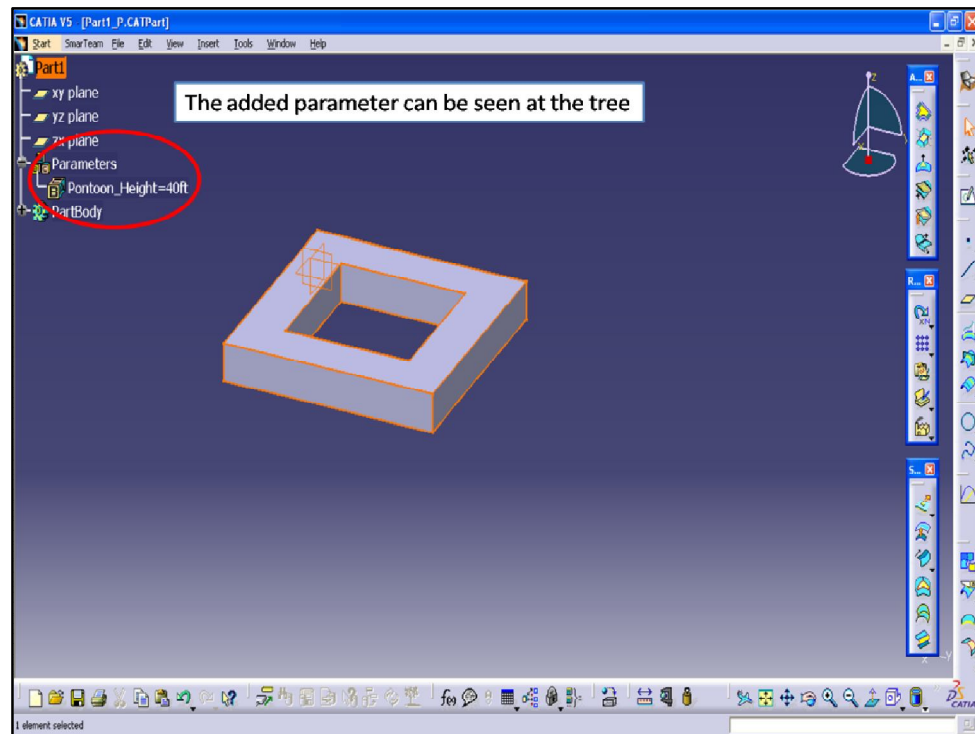 CATIA V5 [Part1_P.CATPart]
Start SmarTeam File Edit View Insert Tools Window Help
Part1
The added parameter can be seen at the tree
xy plane
yz plane
zx plane
Parameters
Pontoon_Height=40ft
PartBody
z
A...
R...
S...
x y
f(x)
CATIA
1 element selected